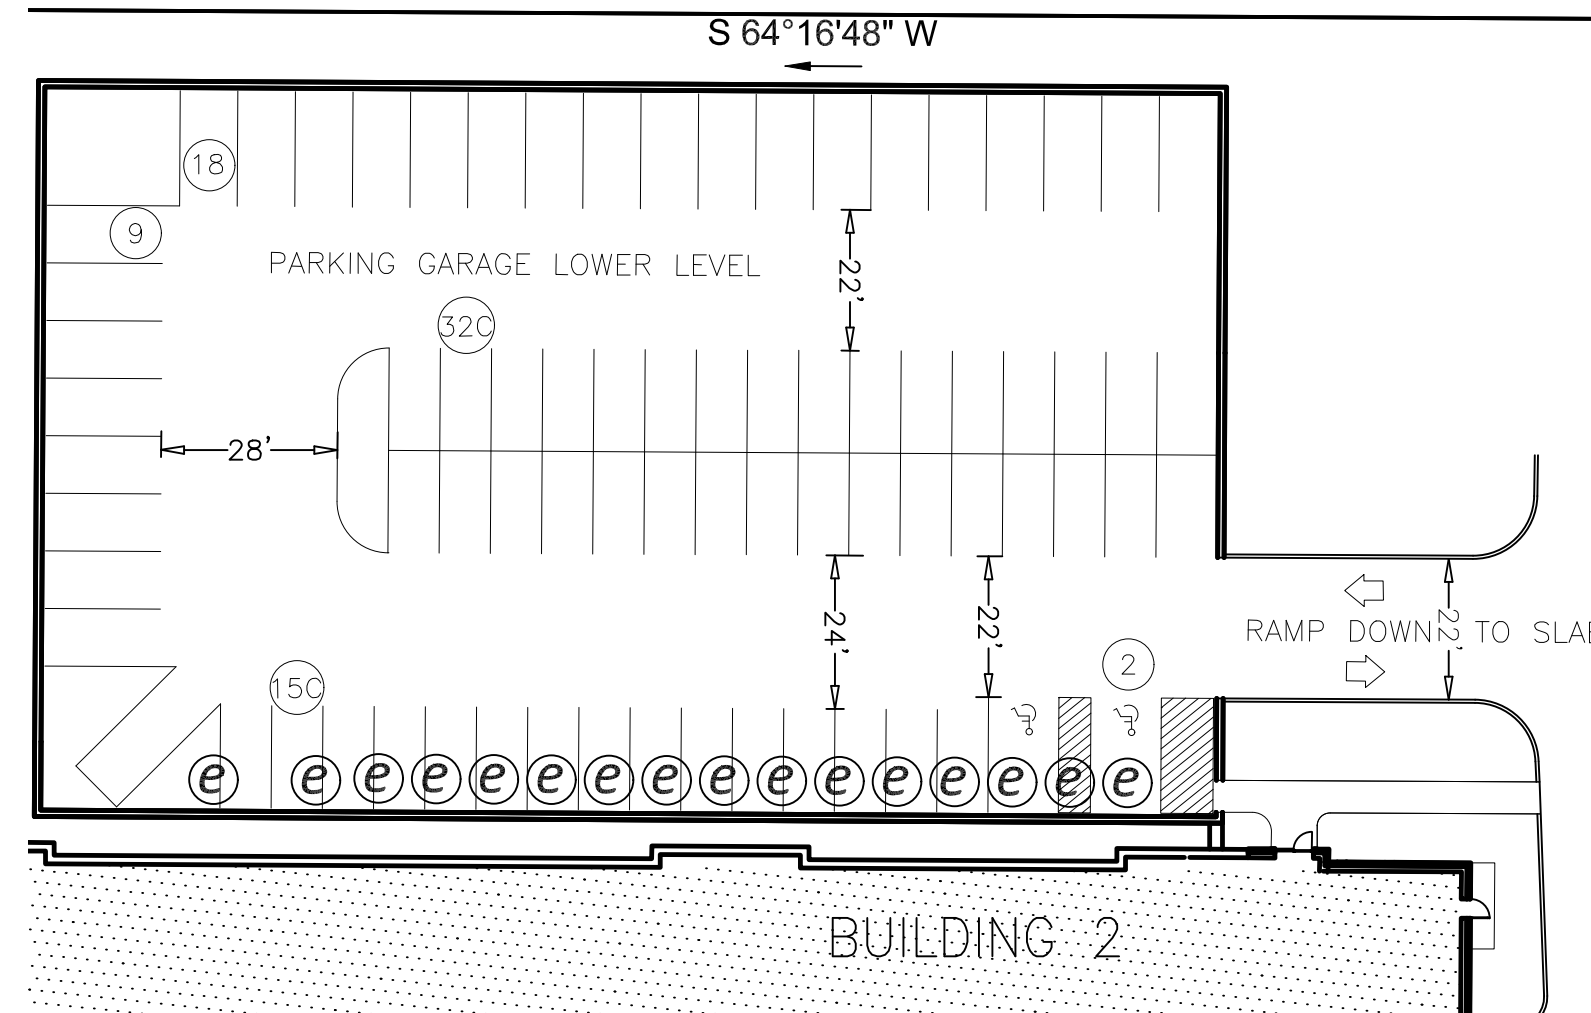 S 64°16'48" W
18
9
PARKING GARAGE LOWER LEVEL
22'
32C
28'
24'
22'
2
RAMP DOWN TO
22'
15C
e e e e e e e e e e e e e e e e
BUILDING 2